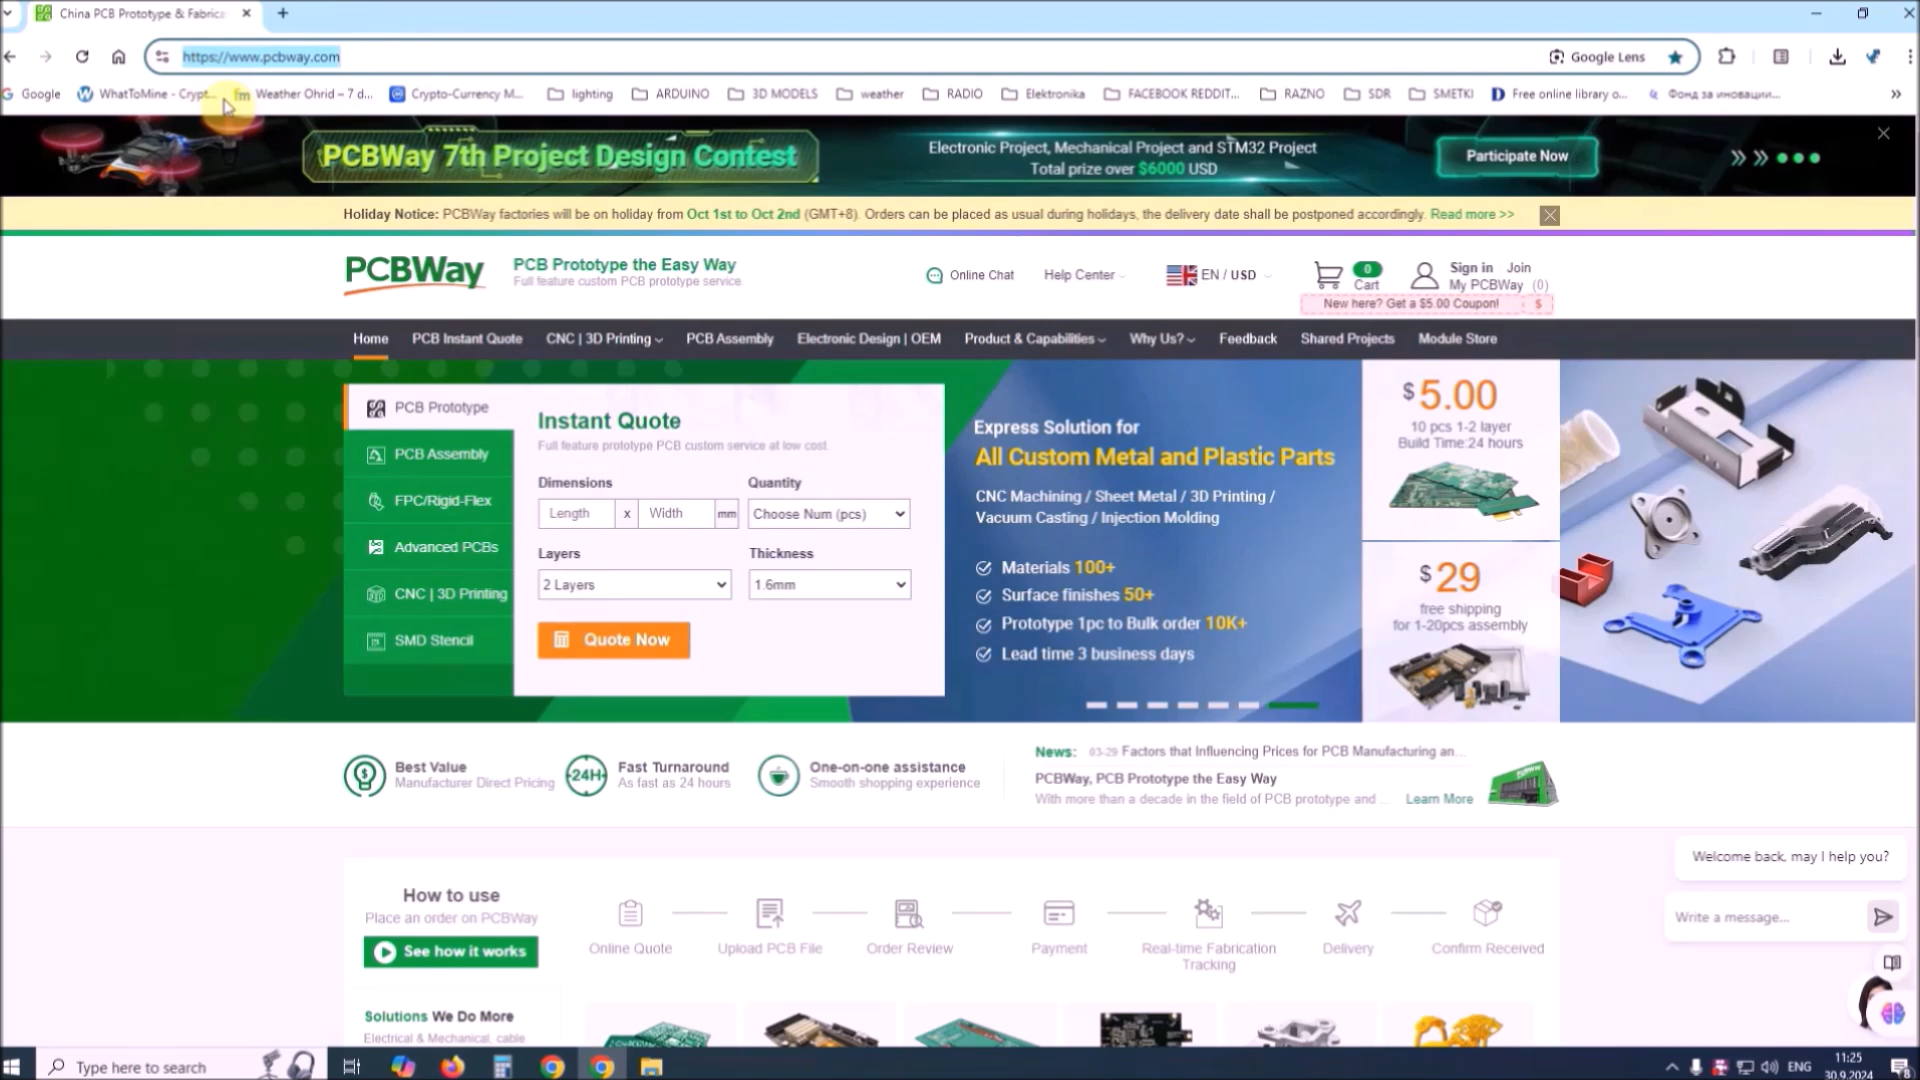 China PCB Prototype & Fabrica
https://www.pcbway.com
Google Lens
Google
WhatToMine - Crypt...
Weather Ohrid – 7 d...
Crypto-Currency M...
lighting
ARDUINO
3D MODELS
weather
RADIO
Elektronika
FACEBOOK REDDIT...
RAZNO
SDR
SMETKI
Free online library o...
Фонд за иновации...
PCBWay 7th Project Design Contest
Electronic Project, Mechanical Project and STM32 Project
Total prize over $6000 USD
Participate Now
Holiday Notice: PCBWay factories will be on holiday from Oct 1st to Oct 2nd (GMT+8). Orders can be placed as usual during holidays, the delivery date shall be postponed accordingly. Read more >>
PCBWay
PCB Prototype the Easy Way
Full feature custom PCB prototype service
Online Chat
Help Center
EN / USD
0
Cart
Sign in Join
My PCBWay (0)
New here? Get a $5.00 Coupon! $
Home
PCB Instant Quote
CNC | 3D Printing
PCB Assembly
Electronic Design | OEM
Product & Capabilities
Why Us?
Feedback
Shared Projects
Module Store
PCB Prototype
PCB Assembly
FPC/Rigid-Flex
Advanced PCBs
CNC | 3D Printing
SMD Stencil
Instant Quote
Full feature prototype PCB custom service at low cost.
Dimensions
Quantity
Length x Width mm
Choose Num (pcs)
Layers
Thickness
2 Layers
1.6mm
Quote Now
Express Solution for
All Custom Metal and Plastic Parts
CNC Machining / Sheet Metal / 3D Printing /
Vacuum Casting / Injection Molding
Materials 100+
Surface finishes 50+
Prototype 1pc to Bulk order 10K+
Lead time 3 business days
$5.00
10 pcs 1-2 layer
Build Time:24 hours
$29
free shipping
for 1-20pcs assembly
Best Value
Manufacturer Direct Pricing
24H
Fast Turnaround
As fast as 24 hours
One-on-one assistance
Smooth shopping experience
News: 03-29 Factors that Influencing Prices for PCB Manufacturing an...
PCBWay, PCB Prototype the Easy Way
With more than a decade in the field of PCB prototype and ...
Learn More
How to use
Place an order on PCBWay
See how it works
Online Quote
Upload PCB File
Order Review
Payment
Real-time Fabrication
Tracking
Delivery
Confirm Received
Solutions We Do More
Electrical & Mechanical, cable
Welcome back, may I help you?
Write a message...
Type here to search
ENG
11:25
30.9.2024